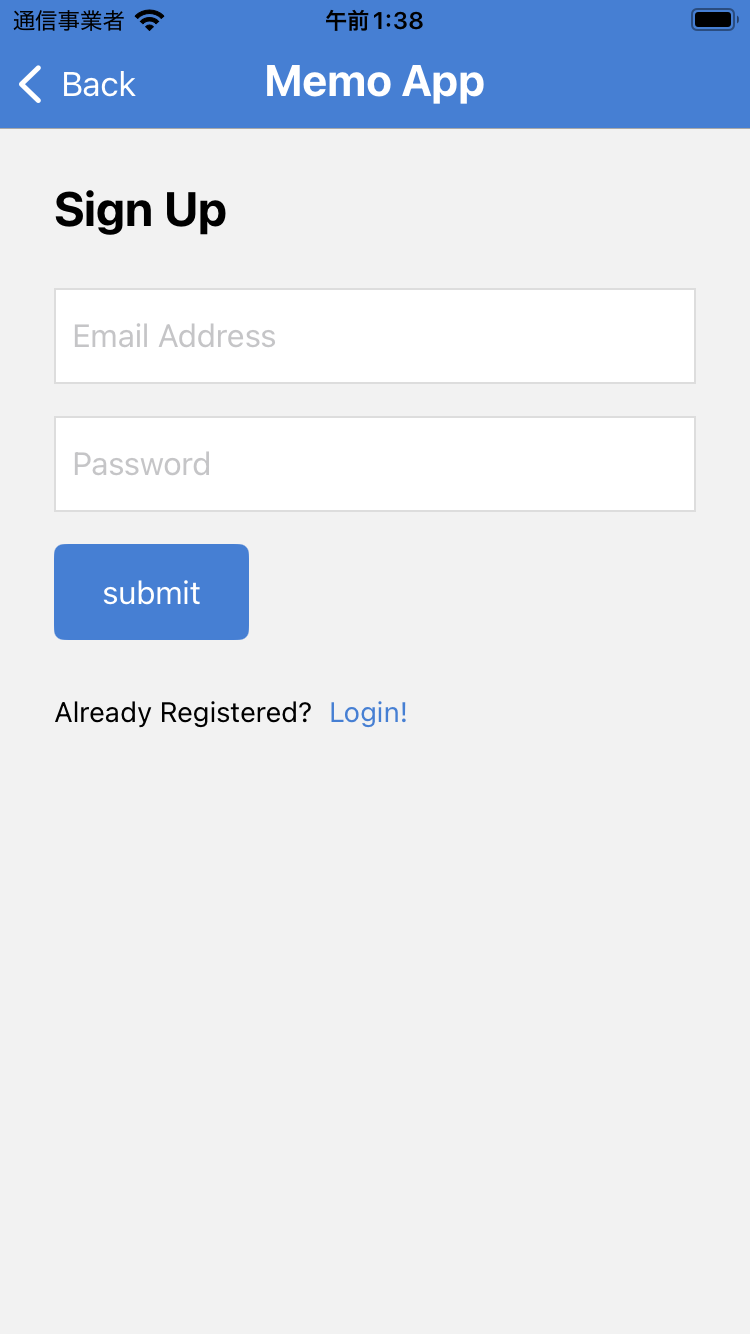 通信事業者 午前1:38
Back Memo App
Sign Up
Email Address
Password
submit
Already Registered? Login!